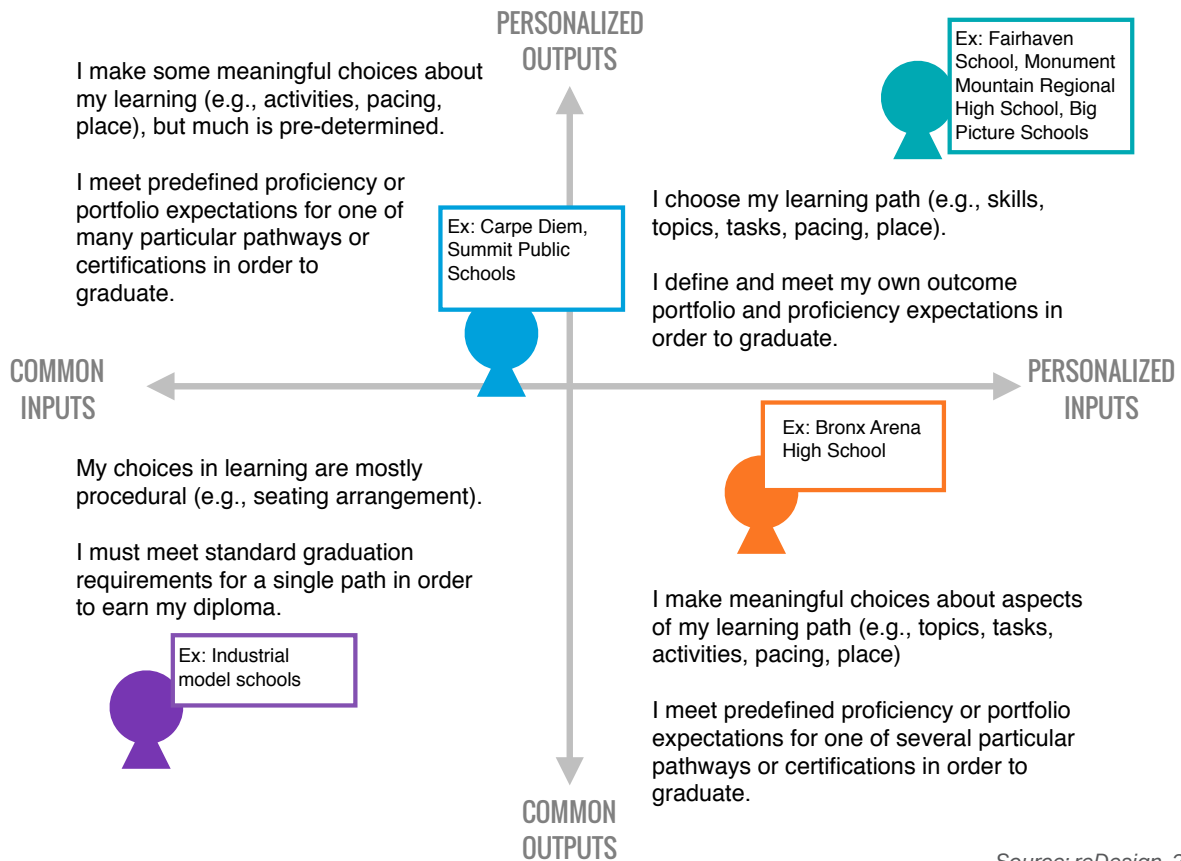 PERSONALIZED
OUTPUTS
I make some meaningful choices about
my learning (e.g., activities, pacing,
place), but much is pre-determined.
I meet predefined proficiency or
portfolio expectations for one of
many particular pathways or
certifications in order to
graduate.
Ex: Carpe Diem,
Summit Public
Schools
Ex: Fairhaven
School, Monument
Mountain Regional
High School, Big
Picture Schools
I choose my learning path (e.g., skills,
topics, tasks, pacing, place).
I define and meet my own outcome
portfolio and proficiency expectations in
order to graduate.
COMMON
INPUTS
PERSONALIZED
INPUTS
My choices in learning are mostly
procedural (e.g., seating arrangement).
I must meet standard graduation
requirements for a single path in order
to earn my diploma.
Ex: Industrial
model schools
Ex: Bronx Arena
High School
I make meaningful choices about aspects
of my learning path (e.g., topics, tasks,
activities, pacing, place)
I meet predefined proficiency or portfolio
expectations for one of several particular
pathways or certifications in order to
graduate.
COMMON
OUTPUTS
Source: reDesign,